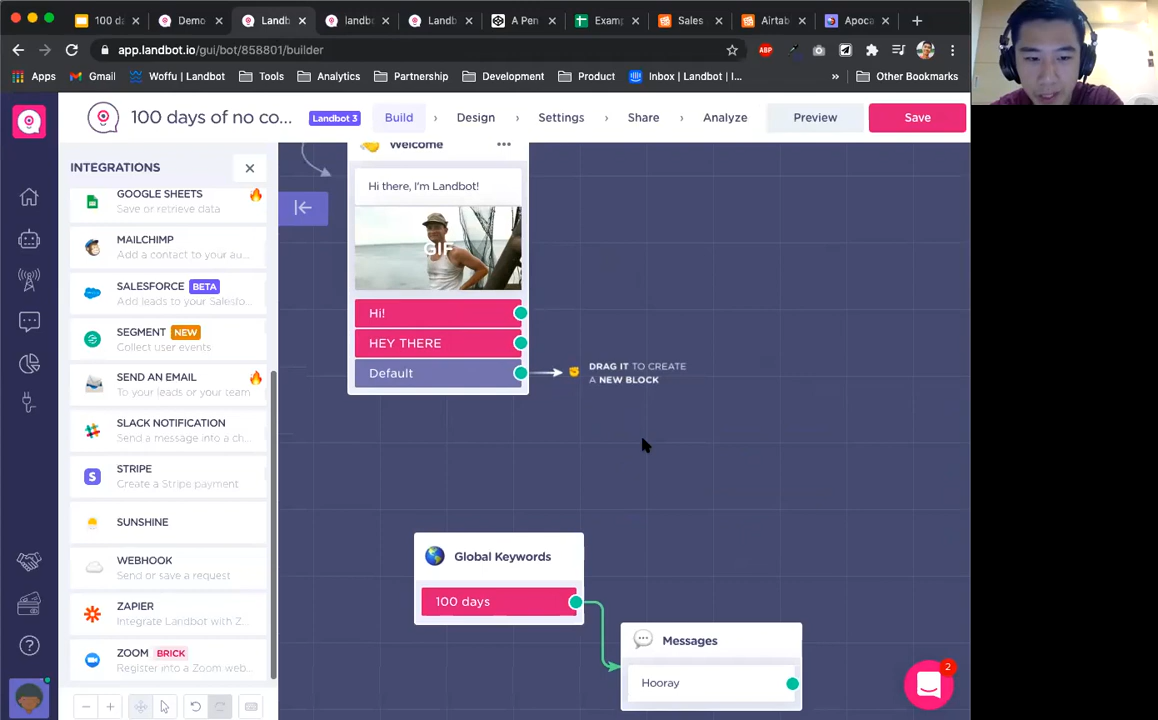 100 da
Demo
Landb
landbo
Landb
A Pen
Examp
Sales
Airtab
Apoca
app.landbot.io/gui/bot/858801/builder
ABP
Apps
Gmail
Woffu | Landbot
Tools
Analytics
Partnership
Development
Product
Inbox | Landbot | I...
»
Other Bookmarks
100 days of no co...
Landbot 3
Build
Design
Settings
Share
Analyze
Preview
Save
INTEGRATIONS
GOOGLE SHEETS
Save or retrieve data
MAILCHIMP
Add a contact to your au...
SALESFORCE BETA
Add leads to your Salesfo...
SEGMENT NEW
Collect user events
SEND AN EMAIL
To your leads or your team
SLACK NOTIFICATION
Send a message into a ch...
STRIPE
Create a Stripe payment
SUNSHINE
WEBHOOK
Send or save a request
ZAPIER
Integrate Landbot with Z...
ZOOM BRICK
Register into a Zoom web...
Welcome
Hi there, I'm Landbot!
GIF
Hi!
HEY THERE
Default
DRAG IT TO CREATE
A NEW BLOCK
Global Keywords
100 days
Messages
Hooray
2